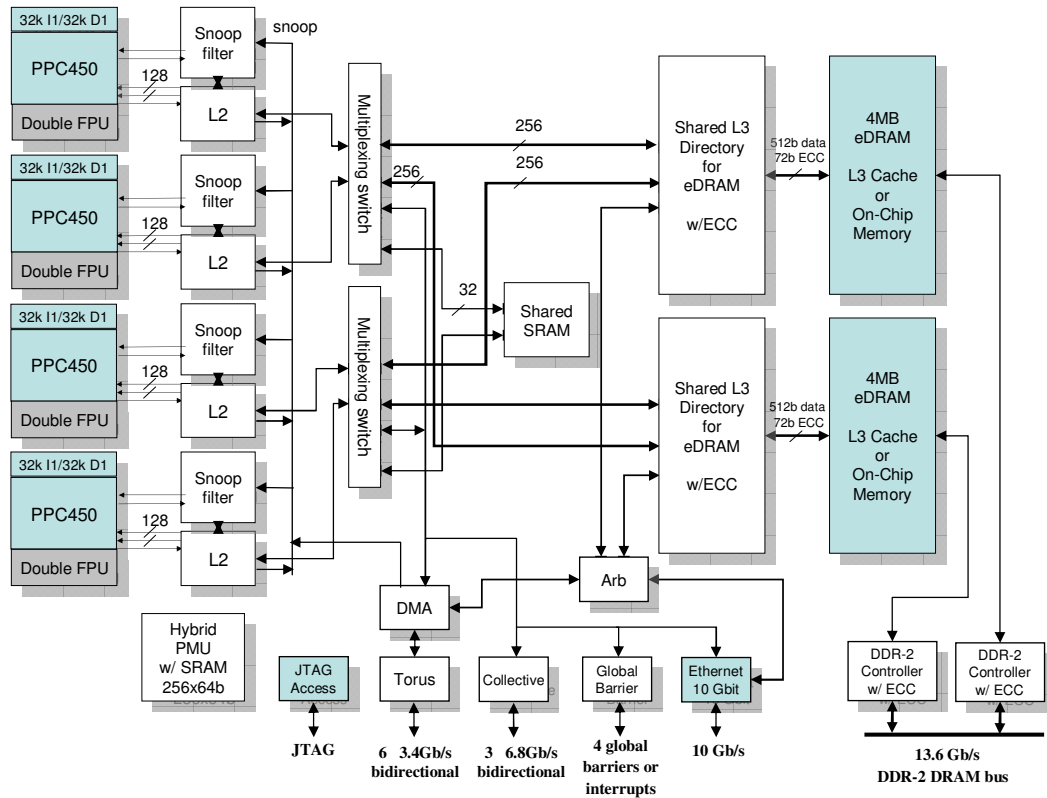 32k I1/32k D1
PPC450
Double FPU
Snoop
filter
L2
128
snoop
32k I1/32k D1
PPC450
Double FPU
Snoop
filter
L2
128
32k I1/32k D1
PPC450
Double FPU
Snoop
filter
L2
128
32k I1/32k D1
PPC450
Double FPU
Snoop
filter
L2
128
Multiplexing switch
Multiplexing switch
256
256
256
32
Shared
SRAM
Shared L3
Directory
for
eDRAM
w/ECC
512b data
72b ECC
4MB
eDRAM
L3 Cache
or
On-Chip
Memory
Shared L3
Directory
for
eDRAM
w/ECC
512b data
72b ECC
4MB
eDRAM
L3 Cache
or
On-Chip
Memory
Arb
DMA
Hybrid
PMU
w/ SRAM
256x64b
JTAG
Access
Torus
Collective
Global
Barrier
Ethernet
10 Gbit
DDR-2
Controller
w/ ECC
DDR-2
Controller
w/ ECC
JTAG
6 3.4Gb/s
bidirectional
3 6.8Gb/s
bidirectional
4 global
barriers or
interrupts
10 Gb/s
13.6 Gb/s
DDR-2 DRAM bus